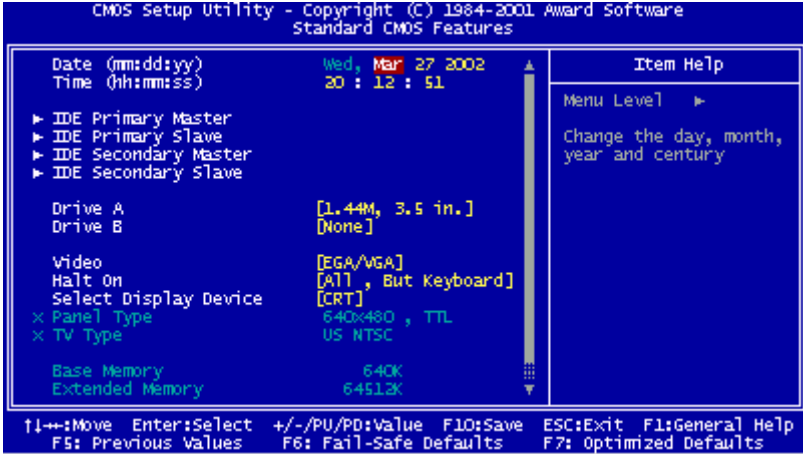 CMOS Setup Utility - Copyright (C) 1984-2001 Award Software
Standard CMOS Features
Date (mm:dd:yy) Wed, Mar 27 2002
Time (hh:mm:ss) 20 : 12 : 51
► IDE Primary Master
► IDE Primary Slave
► IDE Secondary Master
► IDE Secondary Slave
Drive A [1.44M, 3.5 in.]
Drive B [None]
Video [EGA/VGA]
Halt On [All , But Keyboard]
Select Display Device [CRT]
x Panel Type 640x480 , TTL
x TV Type US NTSC
Base Memory 640K
Extended Memory 64512K
Item Help
Menu Level ►
Change the day, month,
year and century
↑↓→←:Move Enter:Select +/-/PU/PD:Value F10:Save ESC:Exit F1:General Help
F5: Previous Values F6: Fail-Safe Defaults F7: Optimized Defaults